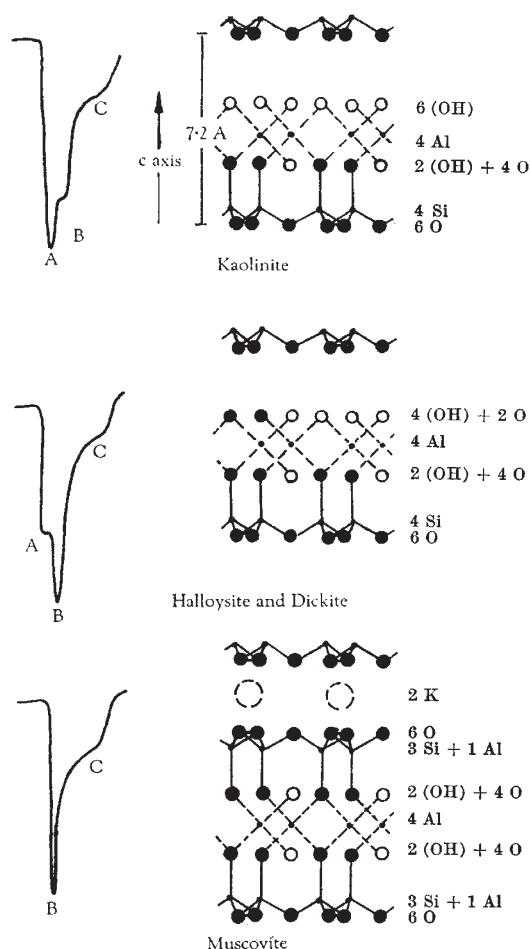 C
7·2 A
c axis
B
A
6 (OH)
4 Al
2 (OH) + 4 O
4 Si
6 O
Kaolinite
C
A
B
4 (OH) + 2 O
4 Al
2 (OH) + 4 O
4 Si
6 O
Halloysite and Dickite
C
B
2 K
6 O
3 Si + 1 Al
2 (OH) + 4 O
4 Al
2 (OH) + 4 O
3 Si + 1 Al
6 O
Muscovite